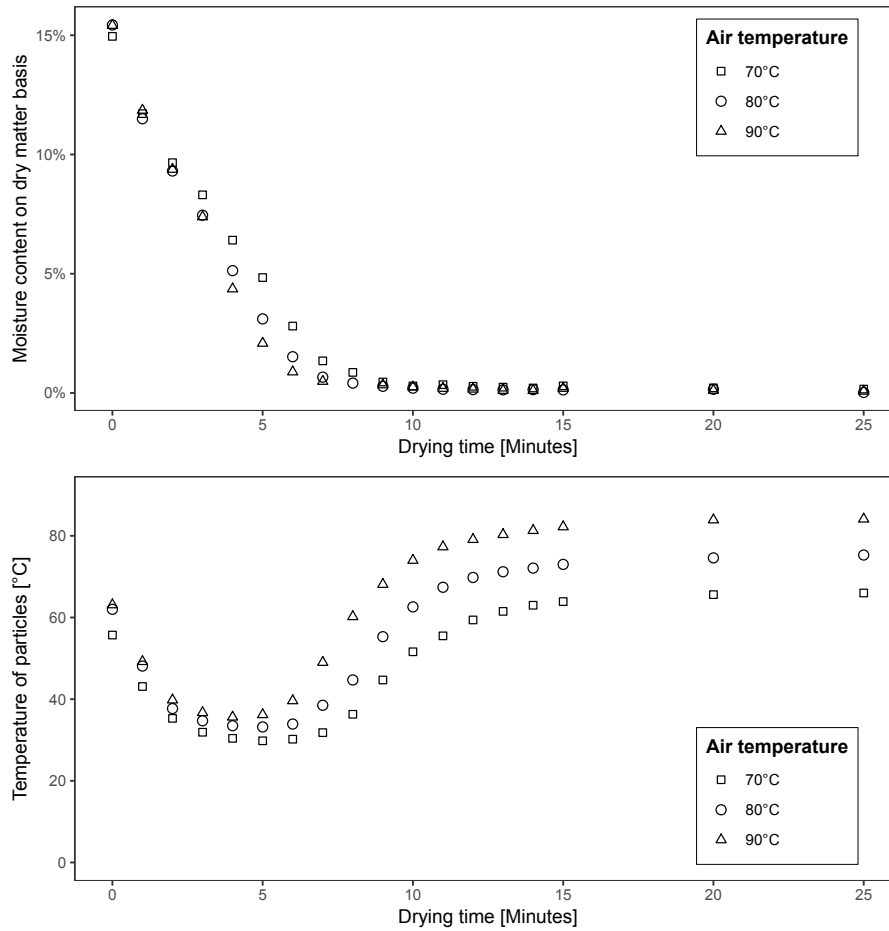 Moisture content on dry matter basis
15%
10%
5%
0%
Air temperature
70°C
80°C
90°C
0 5 10 15 20 25
Drying time [Minutes]
Temperature of particles [°C]
80
60
40
20
0
Air temperature
70°C
80°C
90°C
0 5 10 15 20 25
Drying time [Minutes]